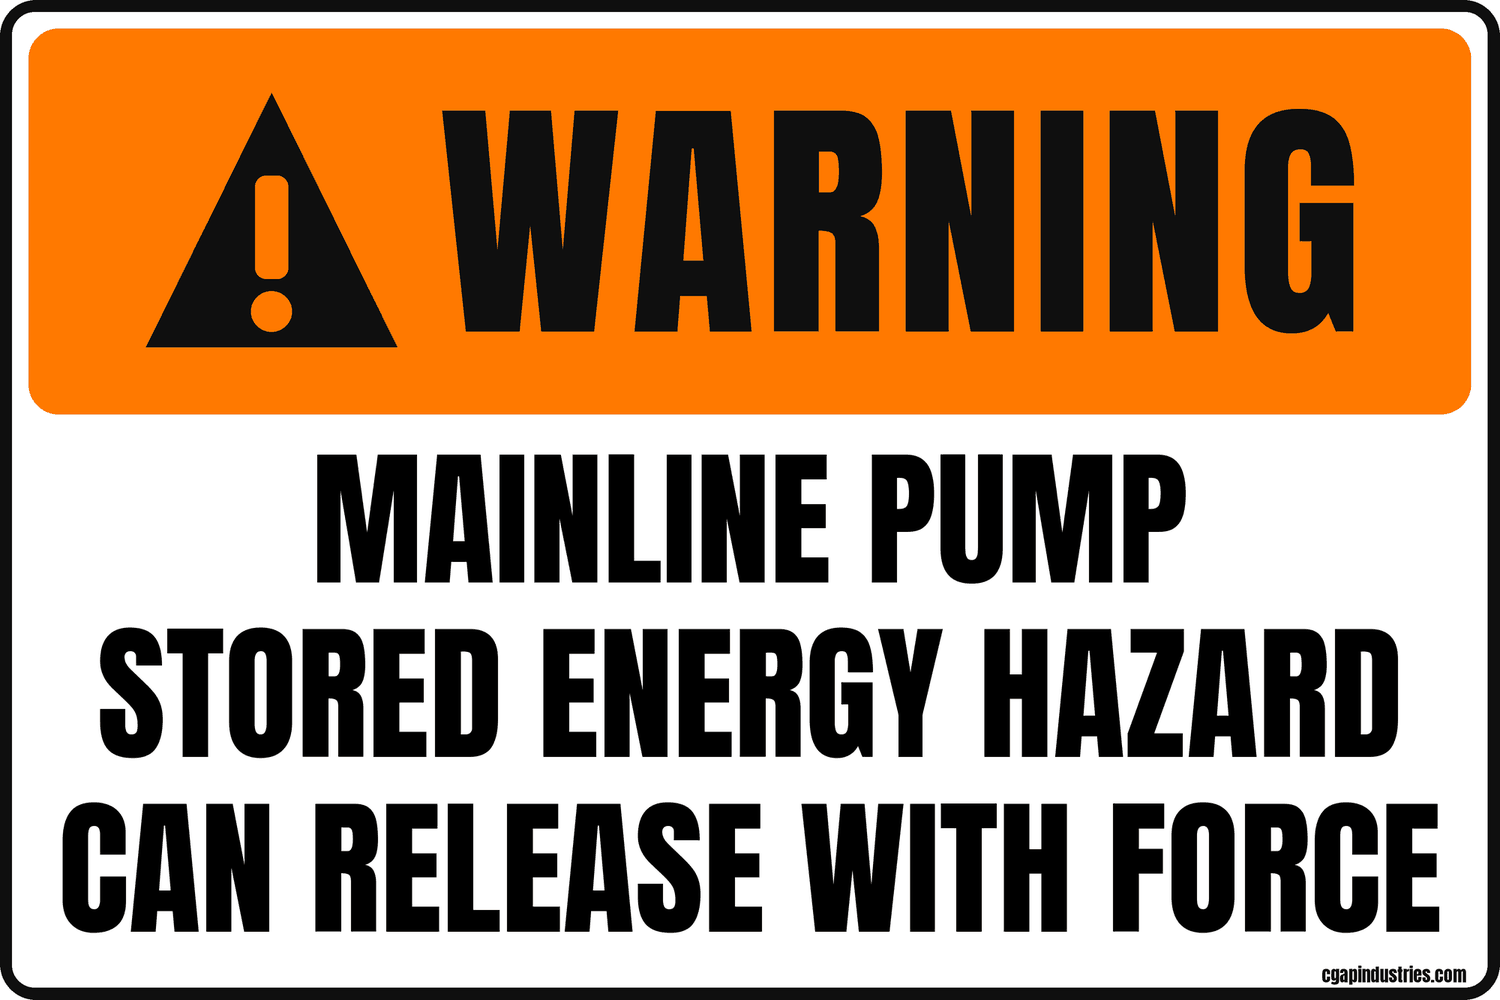 WARNING
MAINLINE PUMP
STORED ENERGY HAZARD
CAN RELEASE WITH FORCE
cgapindustries.com